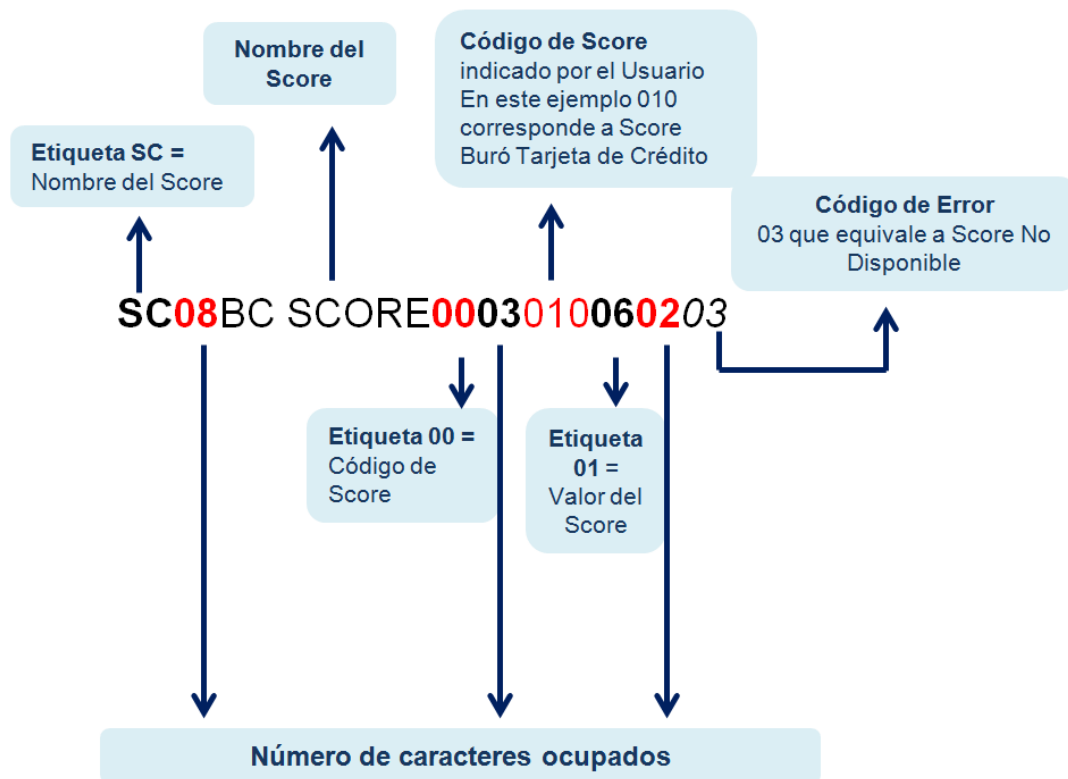 Nombre del
Score
Código de Score
indicado por el Usuario
En este ejemplo 010
corresponde a Score
Buró Tarjeta de Crédito
Etiqueta SC =
Nombre del Score
Código de Error
03 que equivale a Score No
Disponible
SC08BC SCORE0003010060203
Etiqueta 00 =
Código de
Score
Etiqueta
01 =
Valor del
Score
Número de caracteres ocupados